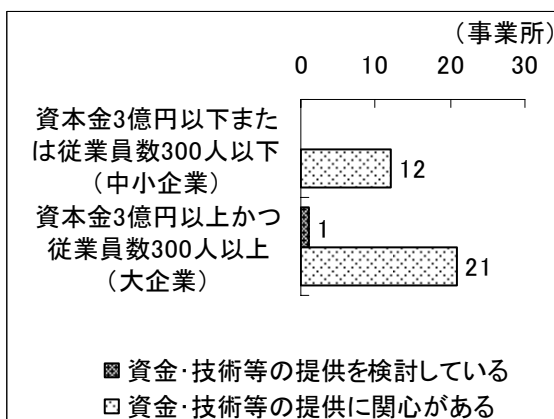 （事業所）
0 10 20 30
資本金3億円以下また
は従業員数300人以下
（中小企業）
12
資本金3億円以上かつ
従業員数300人以上
（大企業）
1
21
資金・技術等の提供を検討している
資金・技術等の提供に関心がある